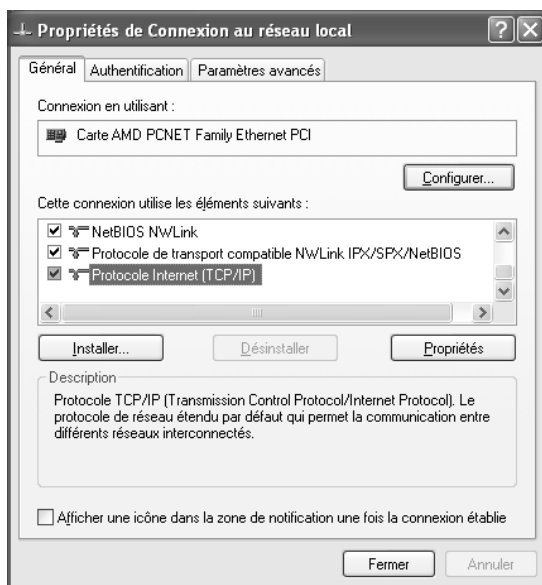 Propriétés de Connexion au réseau local
Général Authentification Paramètres avancés
Connexion en utilisant :
Carte AMD PCNET Family Ethernet PCI
Configurer...
Cette connexion utilise les éléments suivants :
NetBIOS NWLink
Protocole de transport compatible NWLink IPX/SPX/NetBIOS
Protocole Internet (TCP/IP)
Installer... Désinstaller Propriétés
Description
Protocole TCP/IP (Transmission Control Protocol/Internet Protocol). Le
protocole de réseau étendu par défaut qui permet la communication entre
différents réseaux interconnectés.
Afficher une icône dans la zone de notification une fois la connexion établie
Fermer Annuler